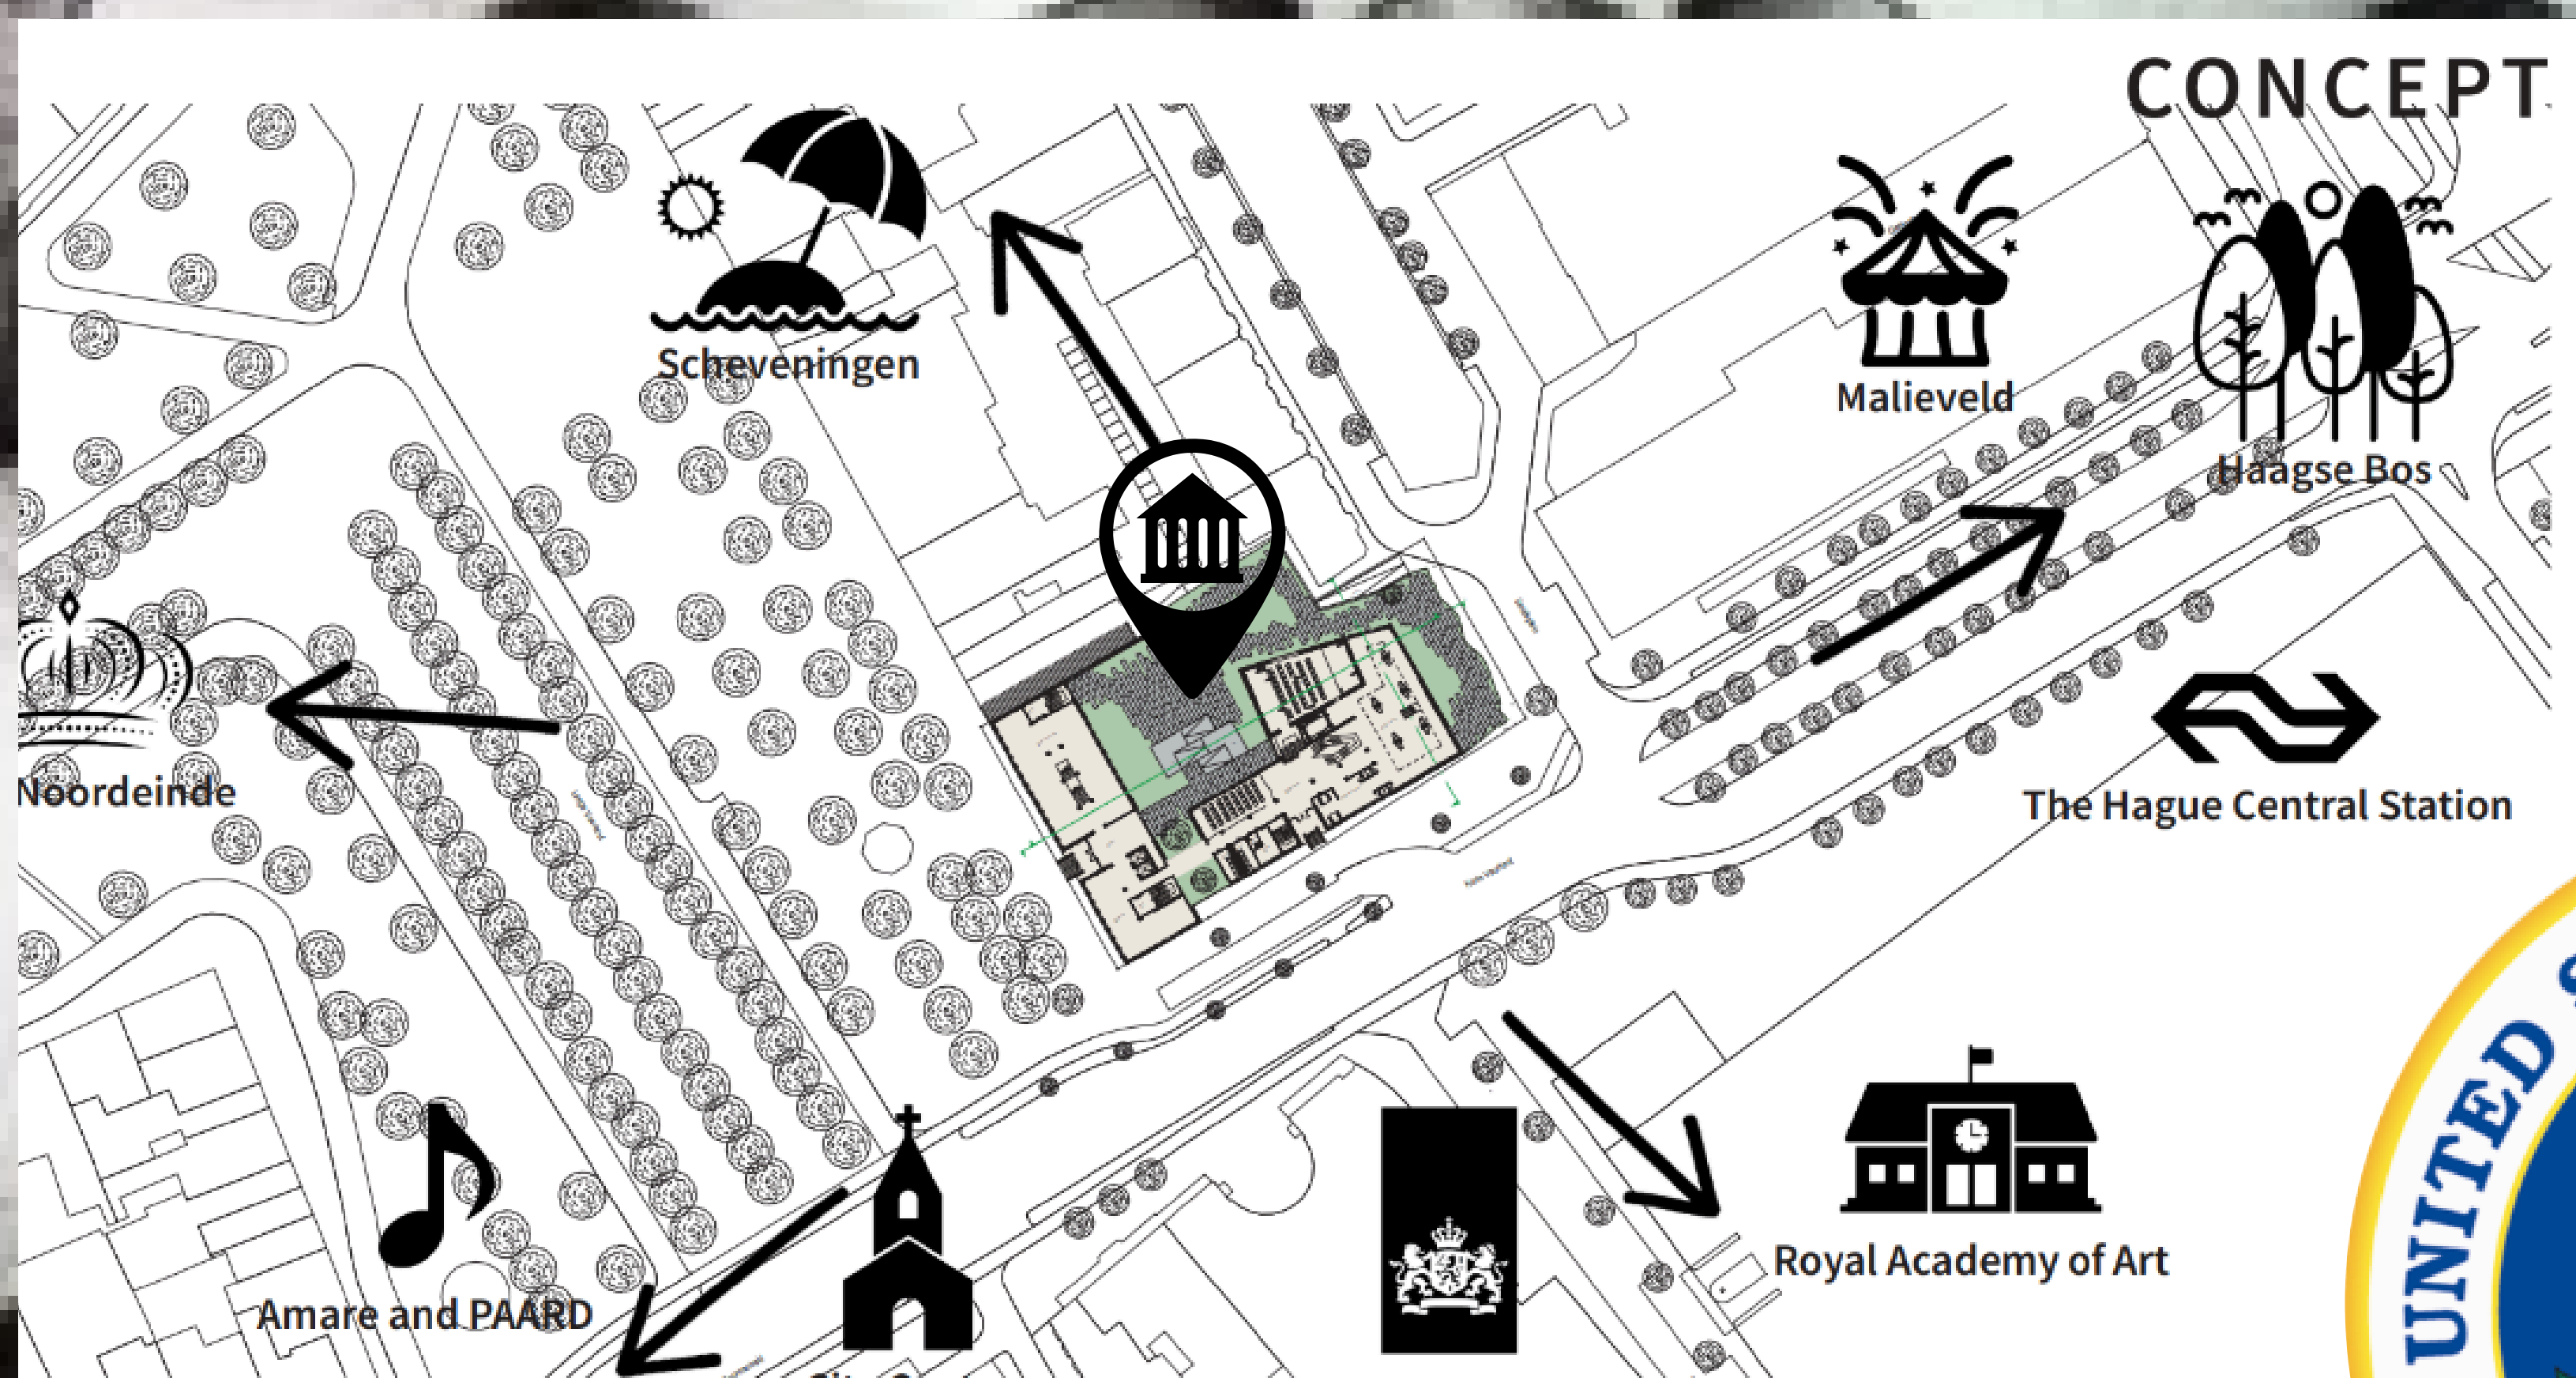 CONCEPT
Scheveningen
Malieveld
Haagse Bos
Noordeinde
The Hague Central Station
Amare and PAARD
Royal Academy of Art
UNITED